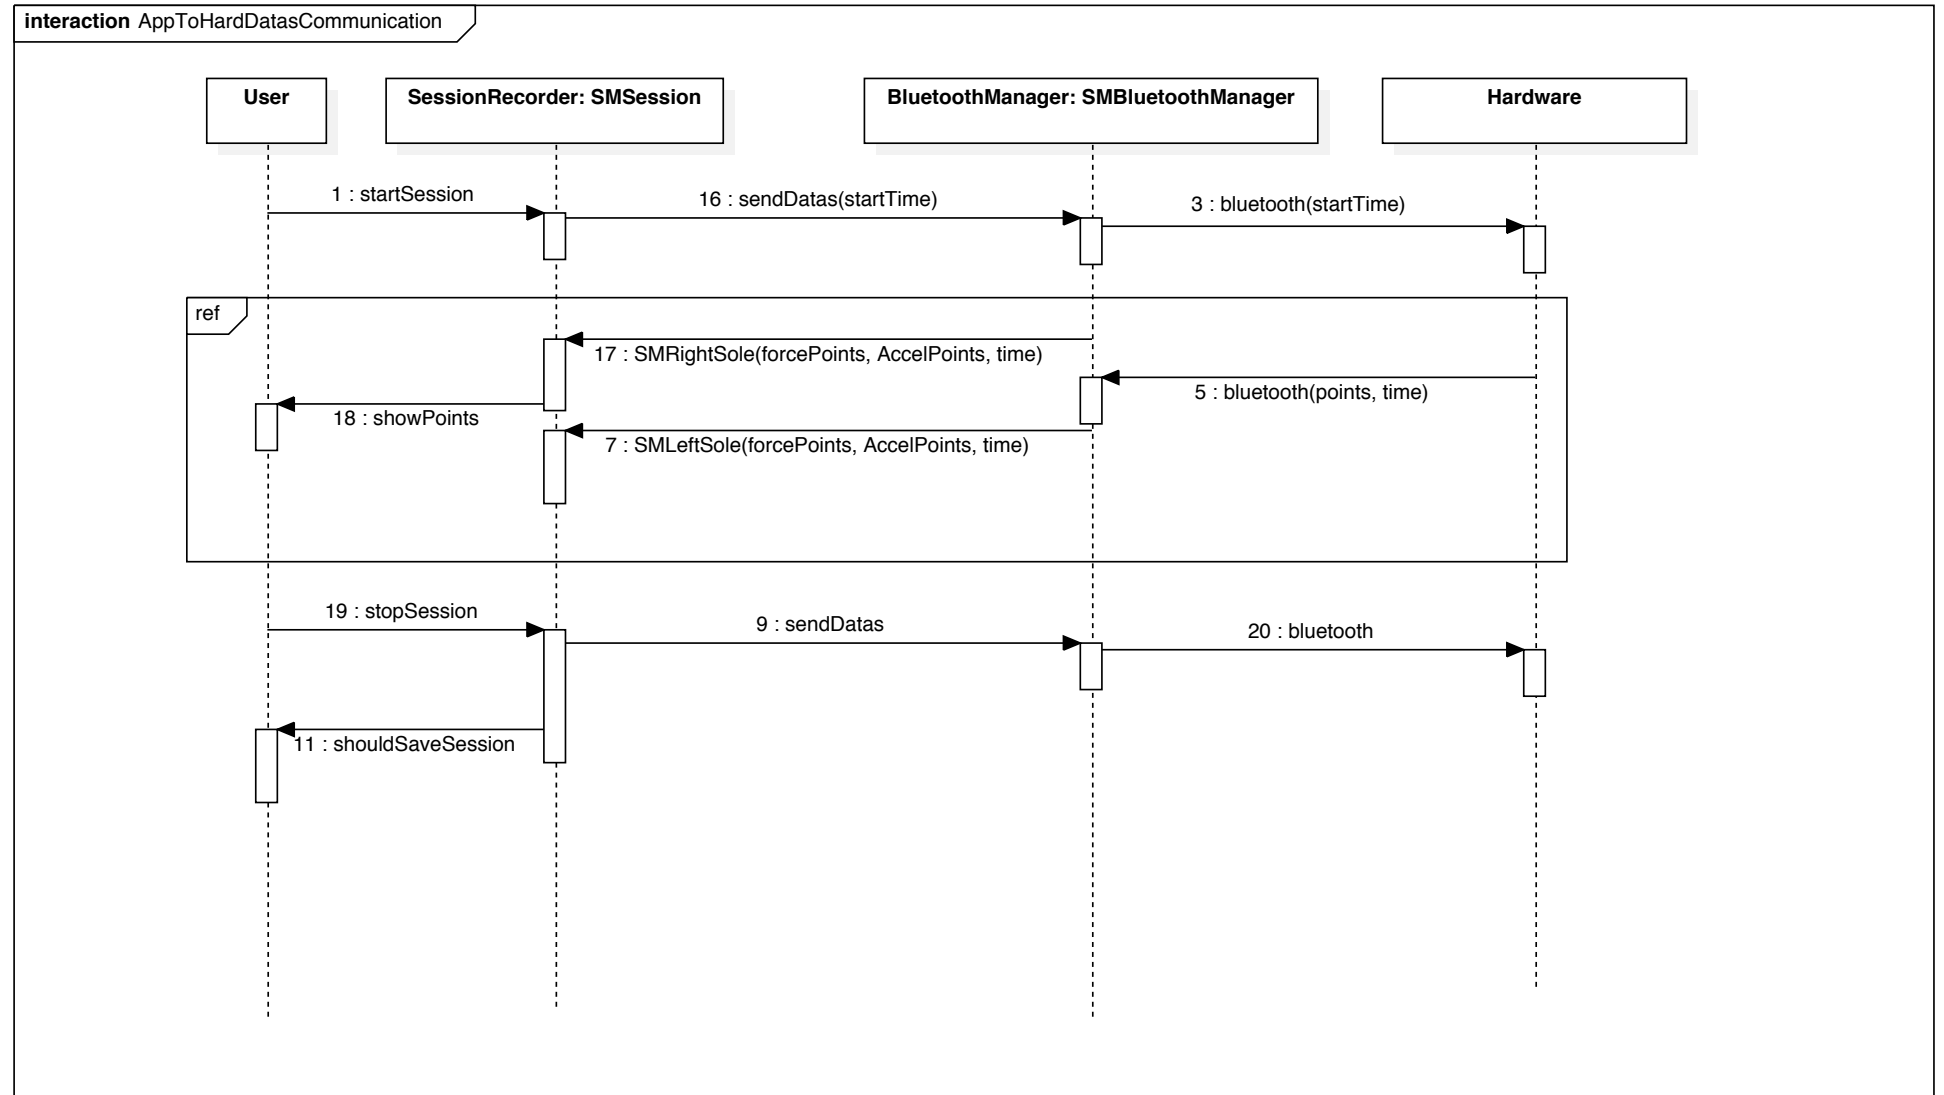 interaction AppToHardDatasCommunication
User
SessionRecorder: SMSession
BluetoothManager: SMBluetoothManager
Hardware
1 : startSession
16 : sendDatas(startTime)
3 : bluetooth(startTime)
ref
17 : SMRightSole(forcePoints, AccelPoints, time)
5 : bluetooth(points, time)
18 : showPoints
7 : SMLeftSole(forcePoints, AccelPoints, time)
19 : stopSession
9 : sendDatas
20 : bluetooth
11 : shouldSaveSession